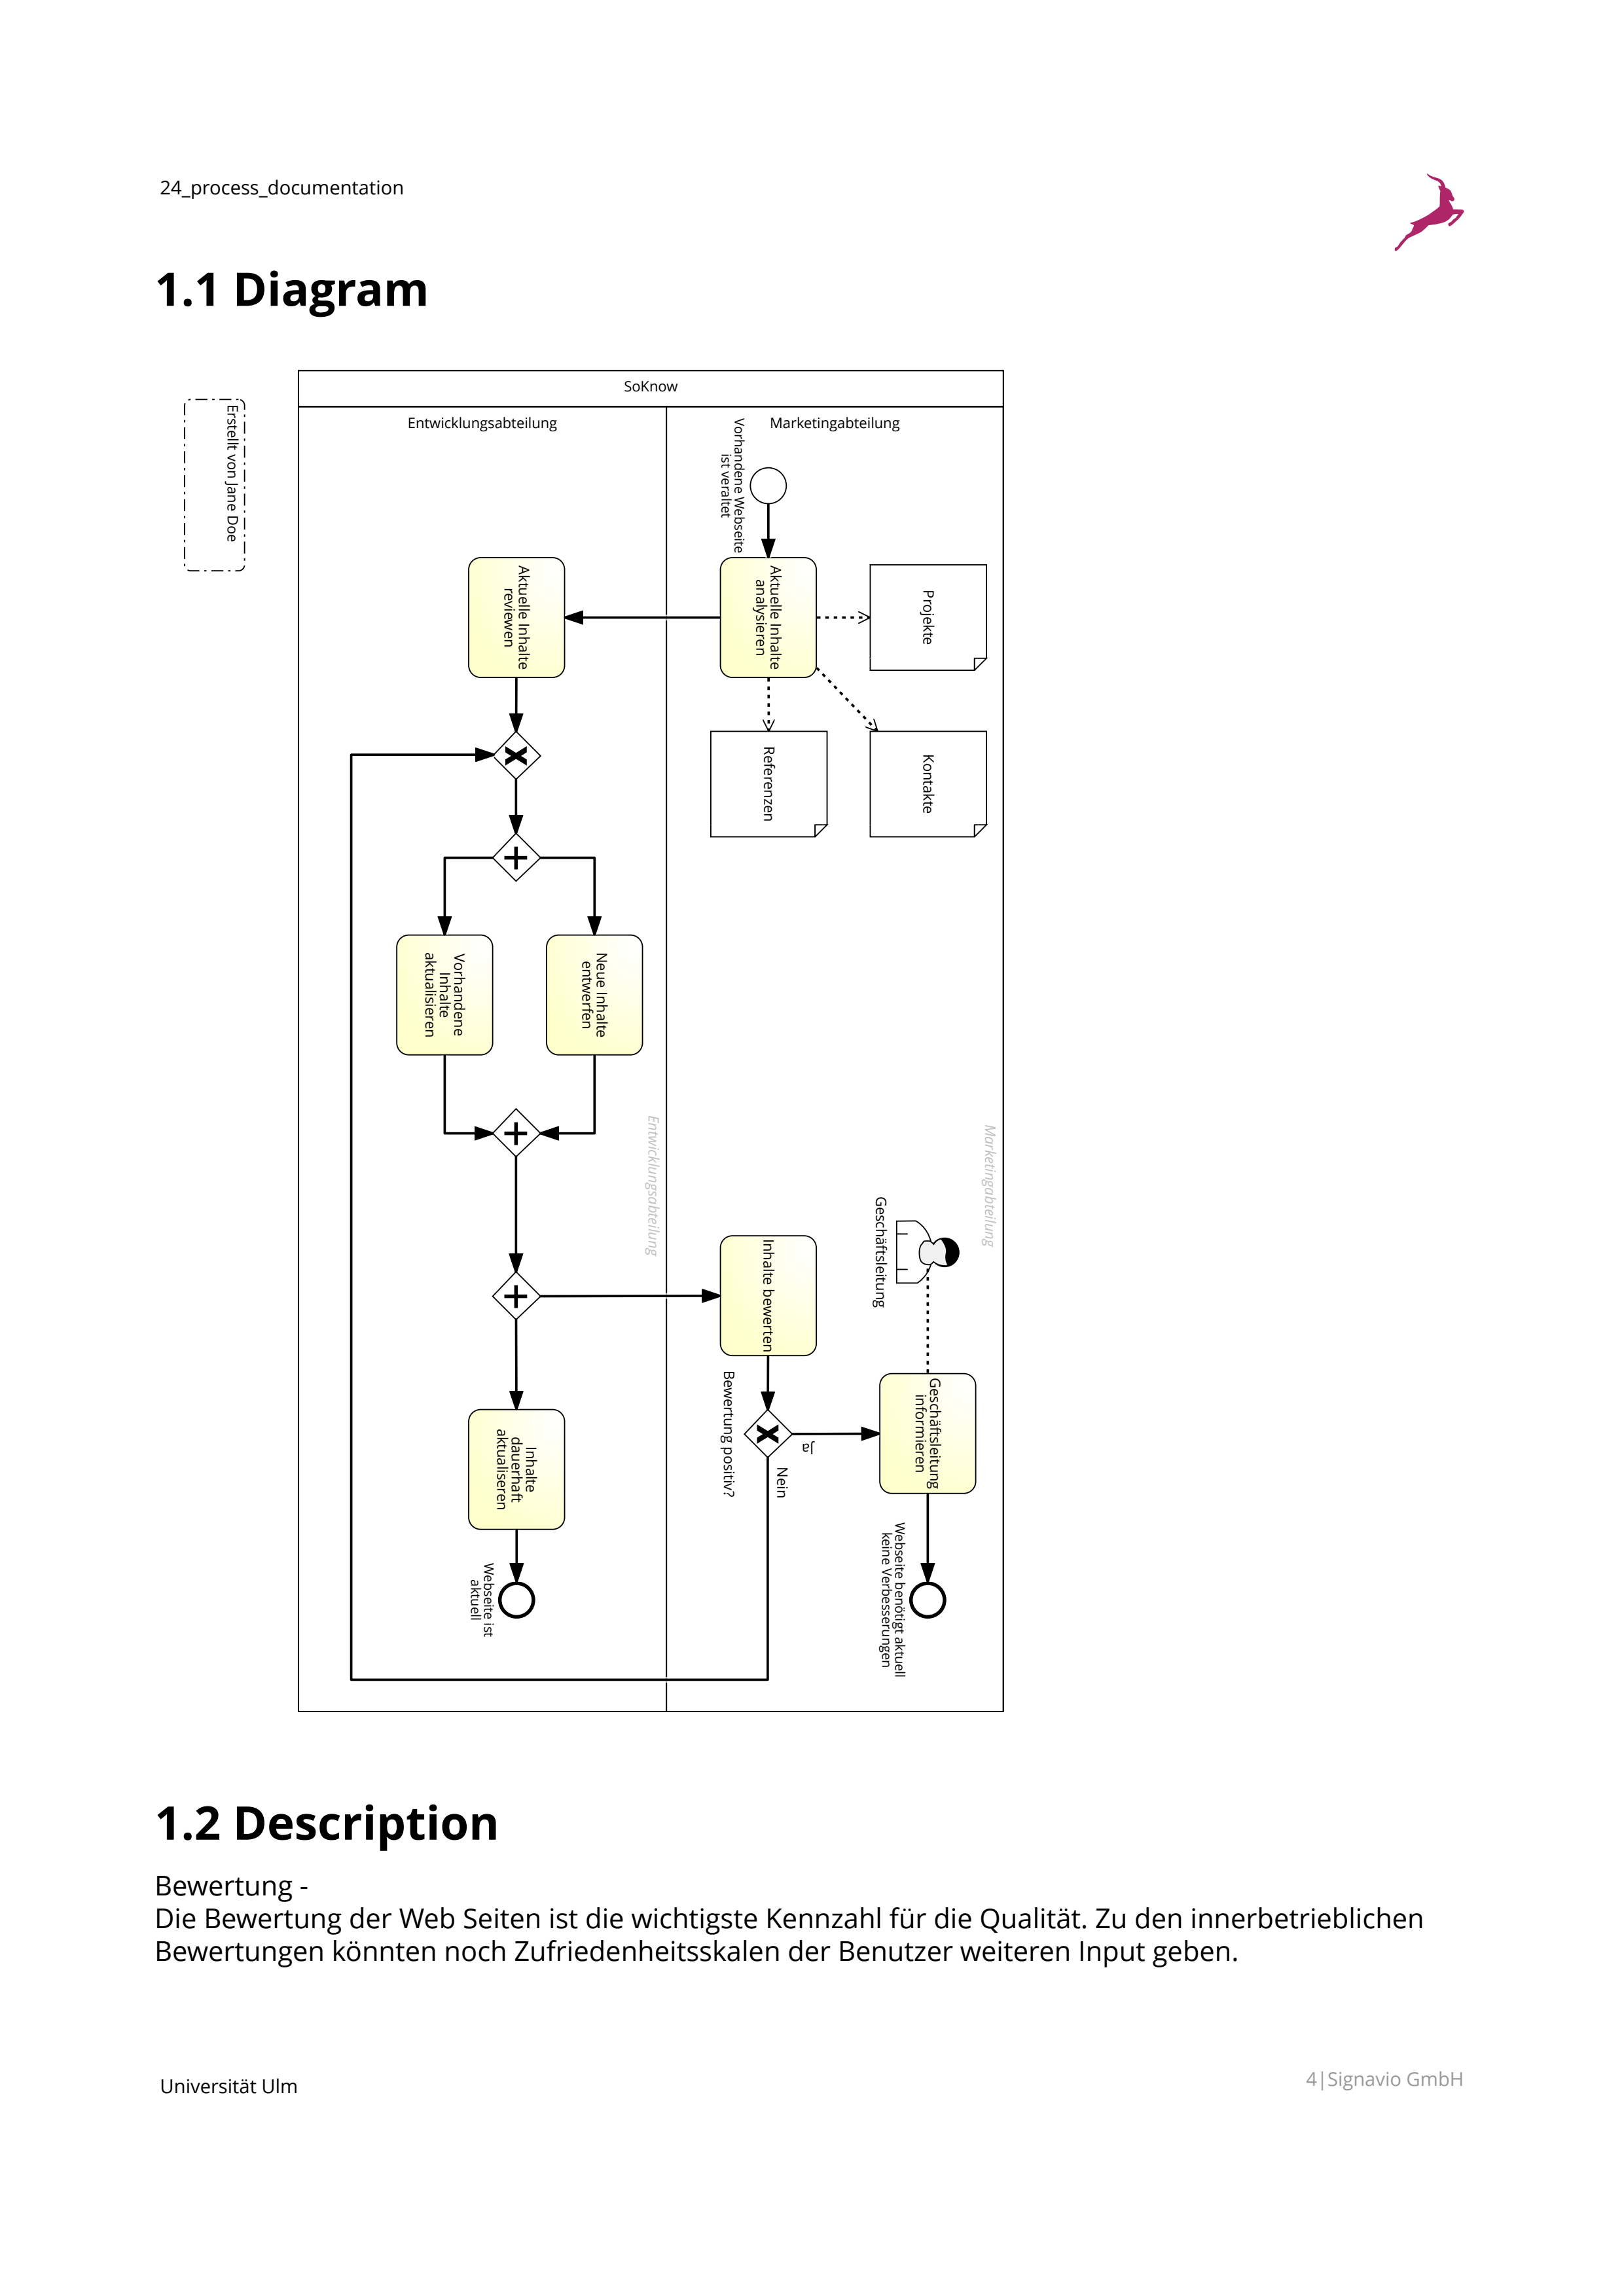 24_process_documentation
1.1 Diagram
SoKnow
Entwicklungsabteilung
Marketingabteilung
Erstellt von Jane Doe
Vorhandene Webseite
ist veraltet
Aktuelle Inhalte
analysieren
Projekte
Kontakte
Referenzen
Aktuelle Inhalte
reviewen
Neue Inhalte
entwerfen
Vorhandene
Inhalte
aktualisieren
Entwicklungsabteilung
Marketingabteilung
Geschäftsleitung
Inhalte bewerten
Bewertung positiv?
Ja
Nein
Geschäftsleitung
informieren
Webseite benötigt aktuell
keine Verbesserungen
Inhalte
dauerhaft
aktualiseren
Webseite ist
aktuell
1.2 Description
Bewertung -
Die Bewertung der Web Seiten ist die wichtigste Kennzahl für die Qualität. Zu den innerbetrieblichen
Bewertungen könnten noch Zufriedenheitsskalen der Benutzer weiteren Input geben.
Universität Ulm
4|Signavio GmbH